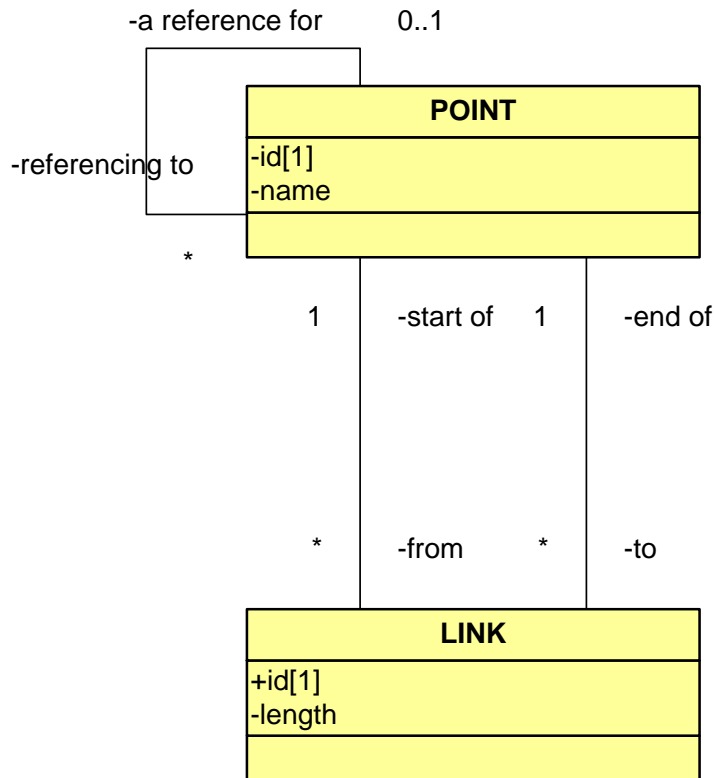 -a reference for 0..1
POINT
-referencing to
-id[1]
-name
*
1 -start of 1 -end of
* -from * -to
LINK
+id[1]
-length